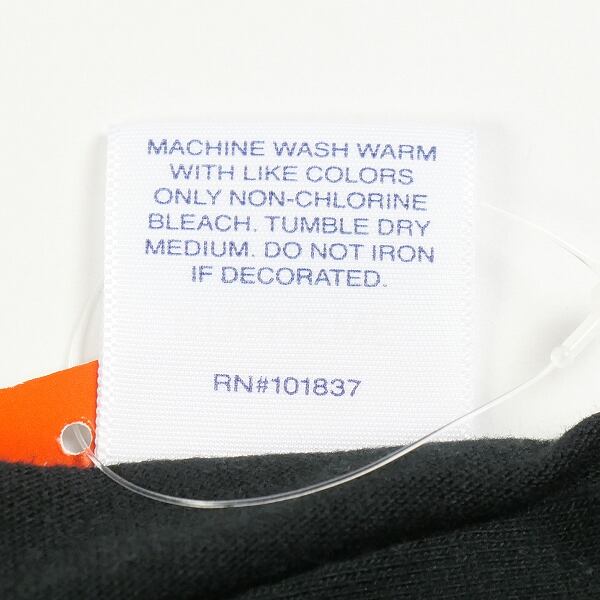 MACHINE WASH WARM
WITH LIKE COLORS
ONLY NON-CHLORINE
BLEACH. TUMBLE DRY
MEDIUM. DO NOT IRON
IF DECORATED.
RN#101837